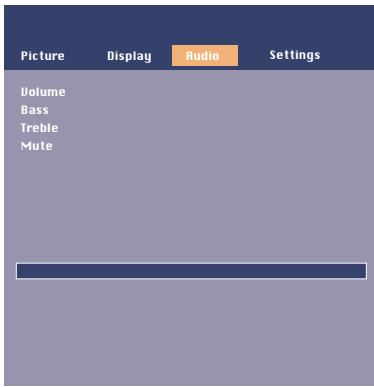 Picture Display Audio Settings
Volume
Bass
Treble
Mute